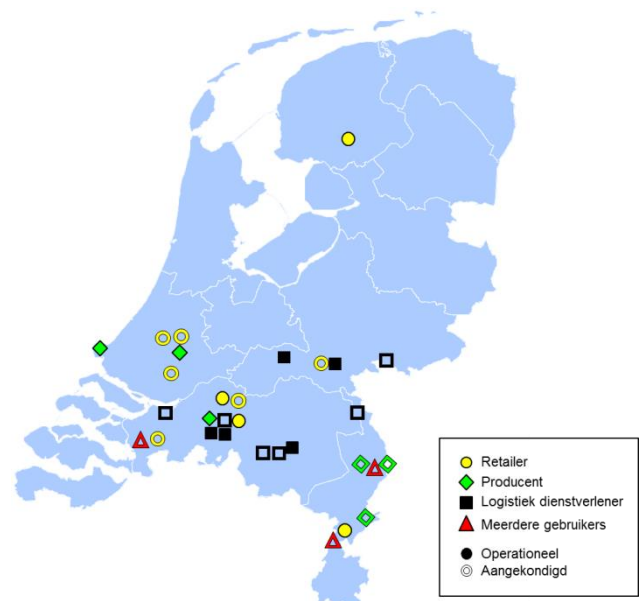 Retailer
Producent
Logistiek dienstverlener
Meerdere gebruikers
Operationeel
Aangekondigd